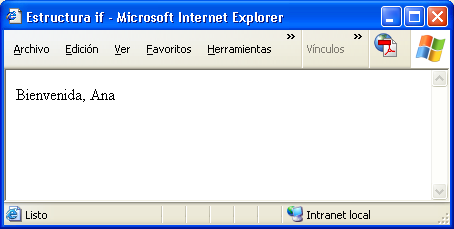 Estructura if - Microsoft Internet Explorer
Archivo Edición Ver Favoritos Herramientas » Vínculos »
Bienvenida, Ana
Listo Intranet local